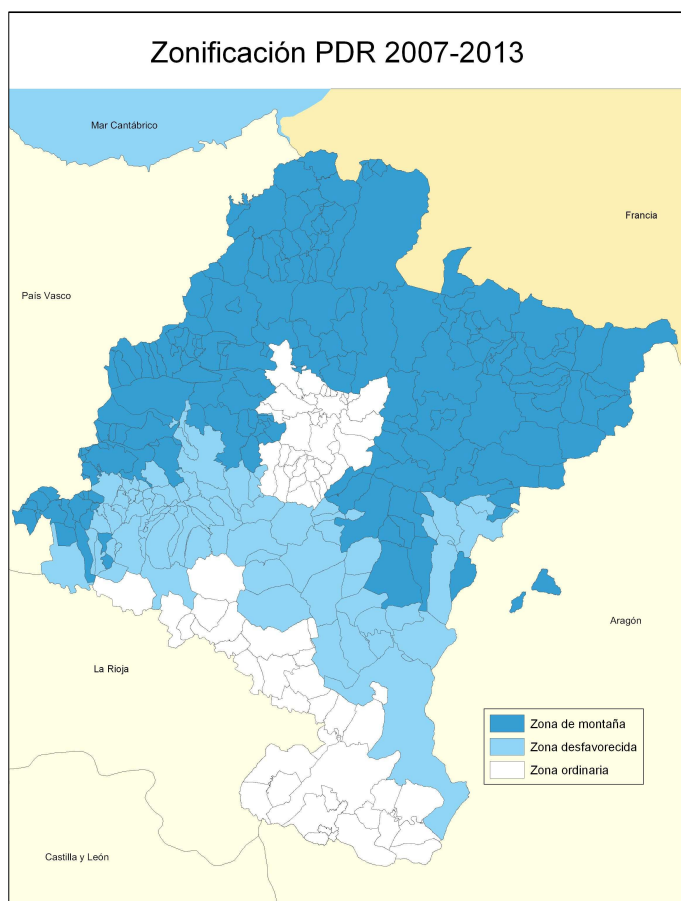 Zonificación PDR 2007-2013
Mar Cantábrico
Francia
País Vasco
Aragón
La Rioja
Zona de montaña
Zona desfavorecida
Zona ordinaria
Castilla y León